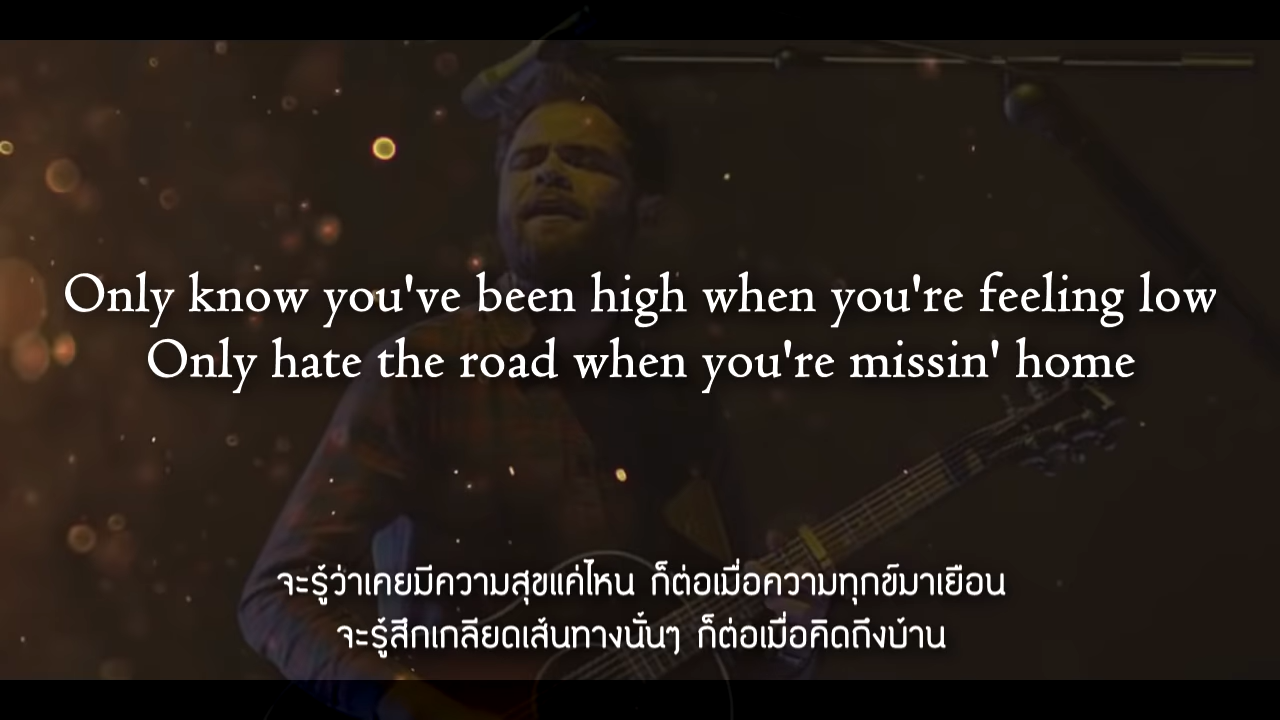 Only know you've been high when you're feeling low
Only hate the road when you're missin' home
จะรู้ว่าเคยมีความสุขแค่ไหน ก็ต่อเมื่อความทุกข์มาเยือน
จะรู้สึกเกลียดเส้นทางนั้นๆ ก็ต่อเมื่อคิดถึงบ้าน